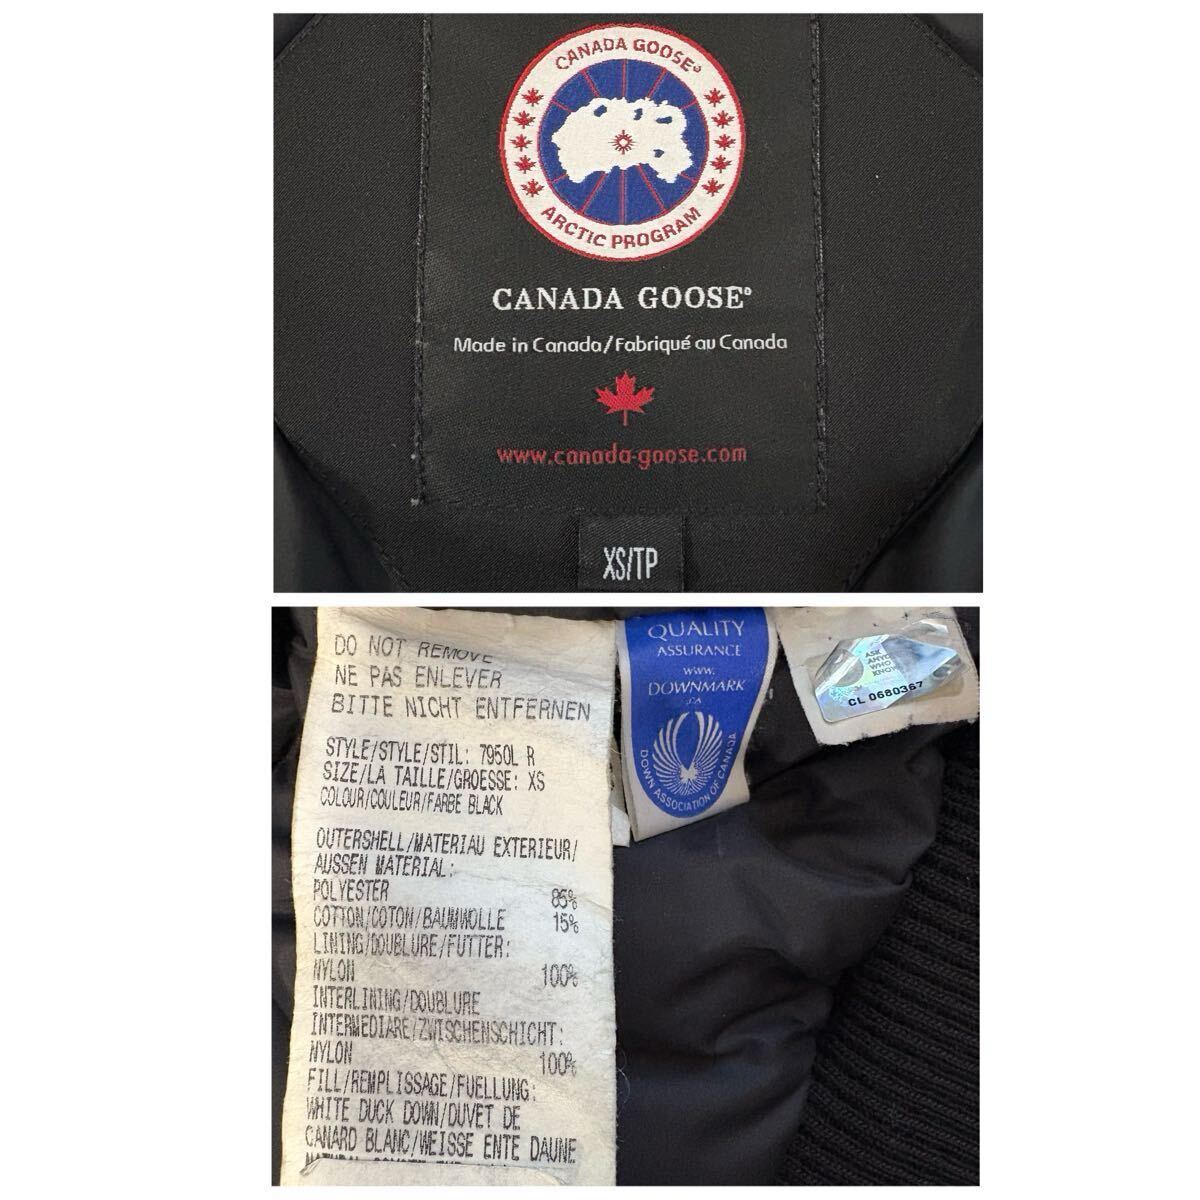 CANADA GOOSE®
ARCTIC PROGRAM
CANADA GOOSE®
Made in Canada/Fabriqué au Canada
www.canada-goose.com
XS/TP
DO NOT REMOVE
NE PAS ENLEVER
BITTE NICHT ENTFERNEN
STYLE/STYLE/STIL: 7950L R
SIZE/LA TAILLE/GROESSE: XS
COLOUR/COULEUR/FARBE BLACK
OUTERSHELL/MATERIAU EXTERIEUR/
AUSSEN MATERIAL:
POLYESTER 85%
COTTON/COTON/BAUMWOLLE 15%
LINING/DOUBLURE/FUTTER:
NYLON 100%
INTERLINING/DOUBLURE
INTERMEDIARE/ZWISCHENSCHICHT:
NYLON 100%
FILL/REMPLISSAGE/FUELLUNG:
WHITE DUCK DOWN/DUVET DE
CANARD BLANC/WEISSE ENTE DAUNE
QUALITY
ASSURANCE
www.
DOWNMARK
.CA
DOWN ASSOCIATION OF CANADA
ASK
WHO
CL 0680367